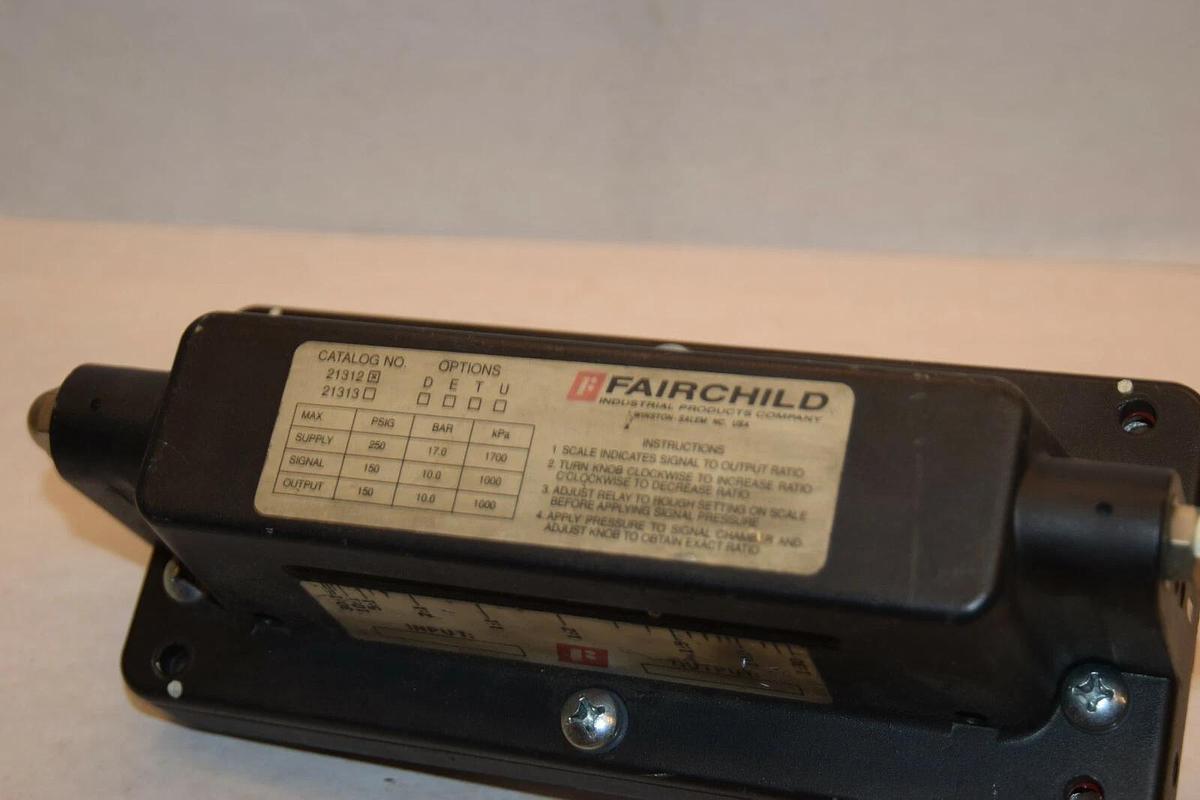 CATALOG NO.
21312 ☒
21313 ☐
OPTIONS
D E T U
☐ ☐ ☐ ☐
MAX. PSIG BAR kPa
SUPPLY 250 17.0 1700
SIGNAL 150 10.0 1000
OUTPUT 150 10.0 1000
FAIRCHILD
INDUSTRIAL PRODUCTS COMPANY
WINSTON-SALEM NC. USA
INSTRUCTIONS
1 SCALE INDICATES SIGNAL TO OUTPUT RATIO
2. TURN KNOB CLOCKWISE TO INCREASE RATIO
C'CLOCKWISE TO DECREASE RATIO
3. ADJUST RELAY TO ROUGH SETTING ON SCALE
BEFORE APPLYING SIGNAL PRESSURE
4. APPLY PRESSURE TO SIGNAL CHAMBER AND
ADJUST KNOB TO OBTAIN EXACT RATIO
INPUT:
OUTPUT